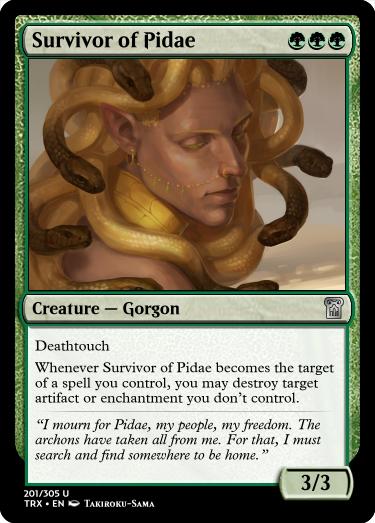 Survivor of Pidae
Creature — Gorgon
Deathtouch
Whenever Survivor of Pidae becomes the target
of a spell you control, you may destroy target
artifact or enchantment you don't control.
“I mourn for Pidae, my people, my freedom. The
archons have taken all from me. For that, I must
search and find somewhere to be home.”
3/3
201/305 U
TRX • EN Takiroku-Sama